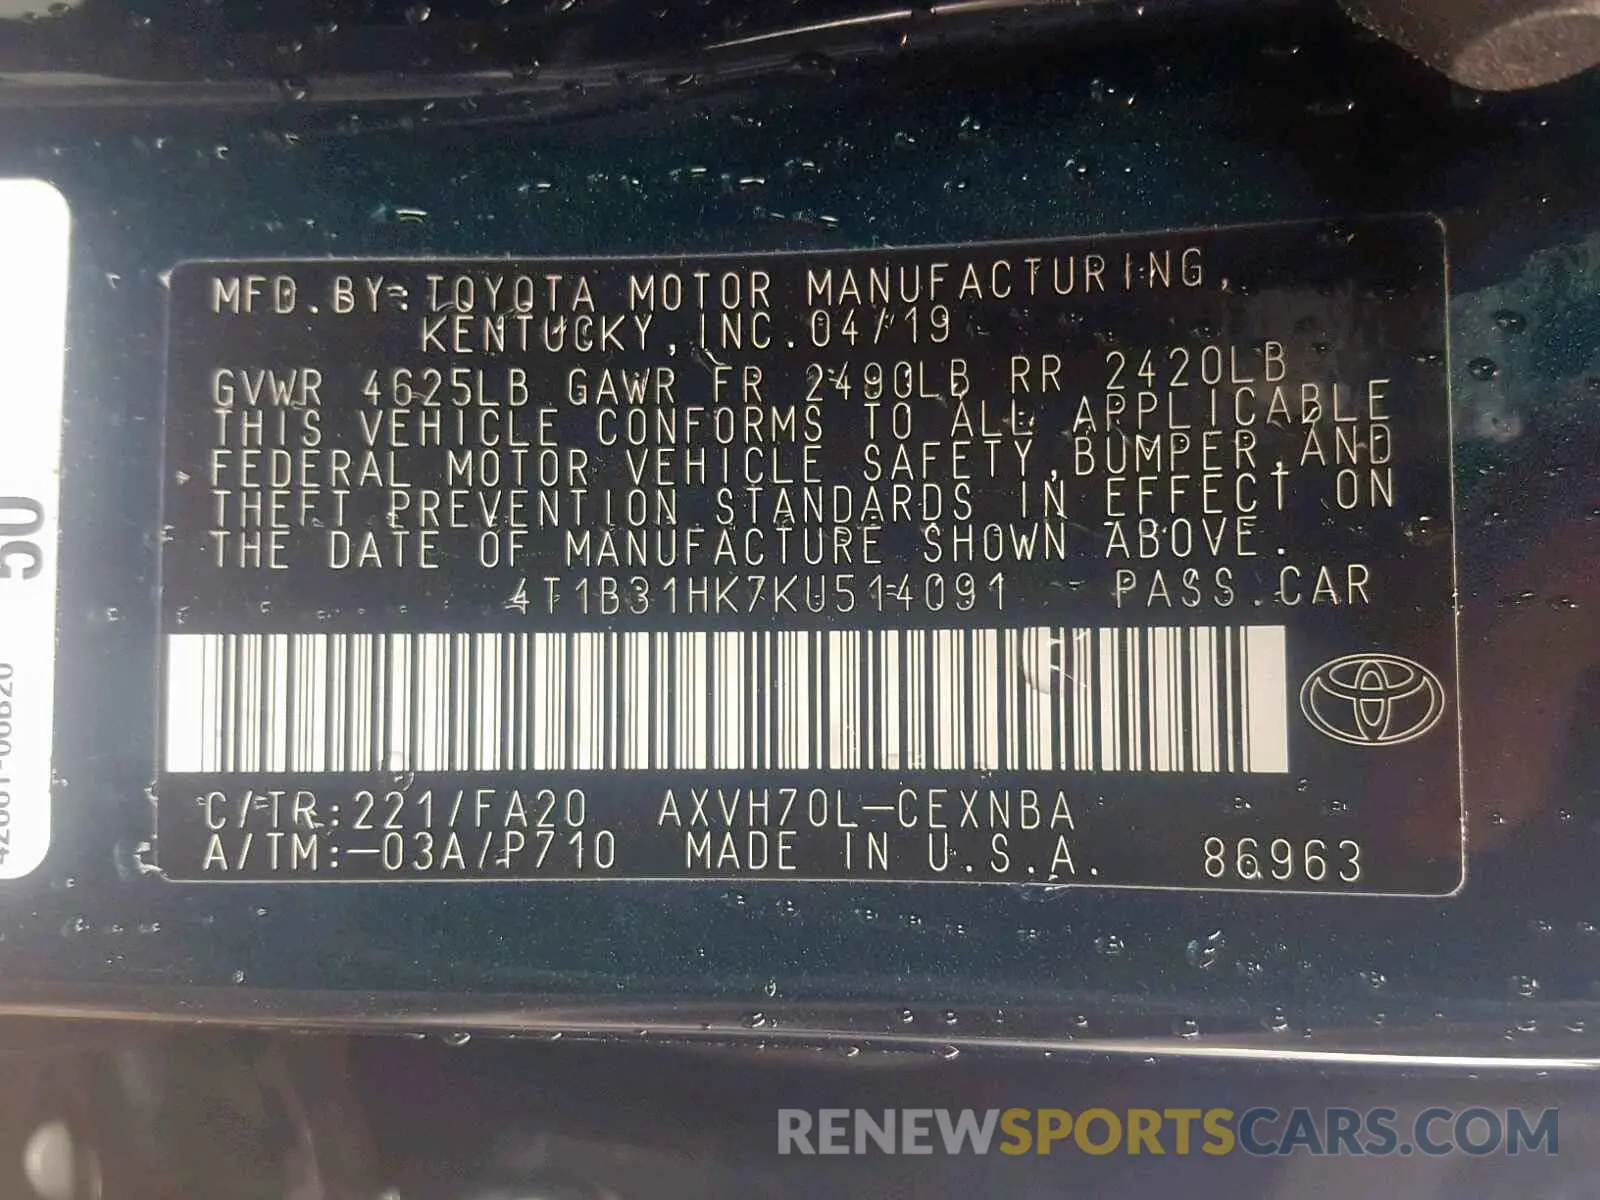 MFD.BY:TOYOTA MOTOR MANUFACTURING,
KENTUCKY,INC.04/19
GVWR 4625LB GAWR FR 2490LB RR 2420LB
THIS VEHICLE CONFORMS TO ALL APPLICABLE
FEDERAL MOTOR VEHICLE SAFETY,BUMPER,AND
THEFT PREVENTION STANDARDS IN EFFECT ON
THE DATE OF MANUFACTURE SHOWN ABOVE.
4T1B31HK7KU514091 PASS.CAR
C/TR:221/FA20 AXVH70L-CEXNBA
A/TM:-03A/P710 MADE IN U.S.A. 86963
50
RENEWSPORTSCARS.COM